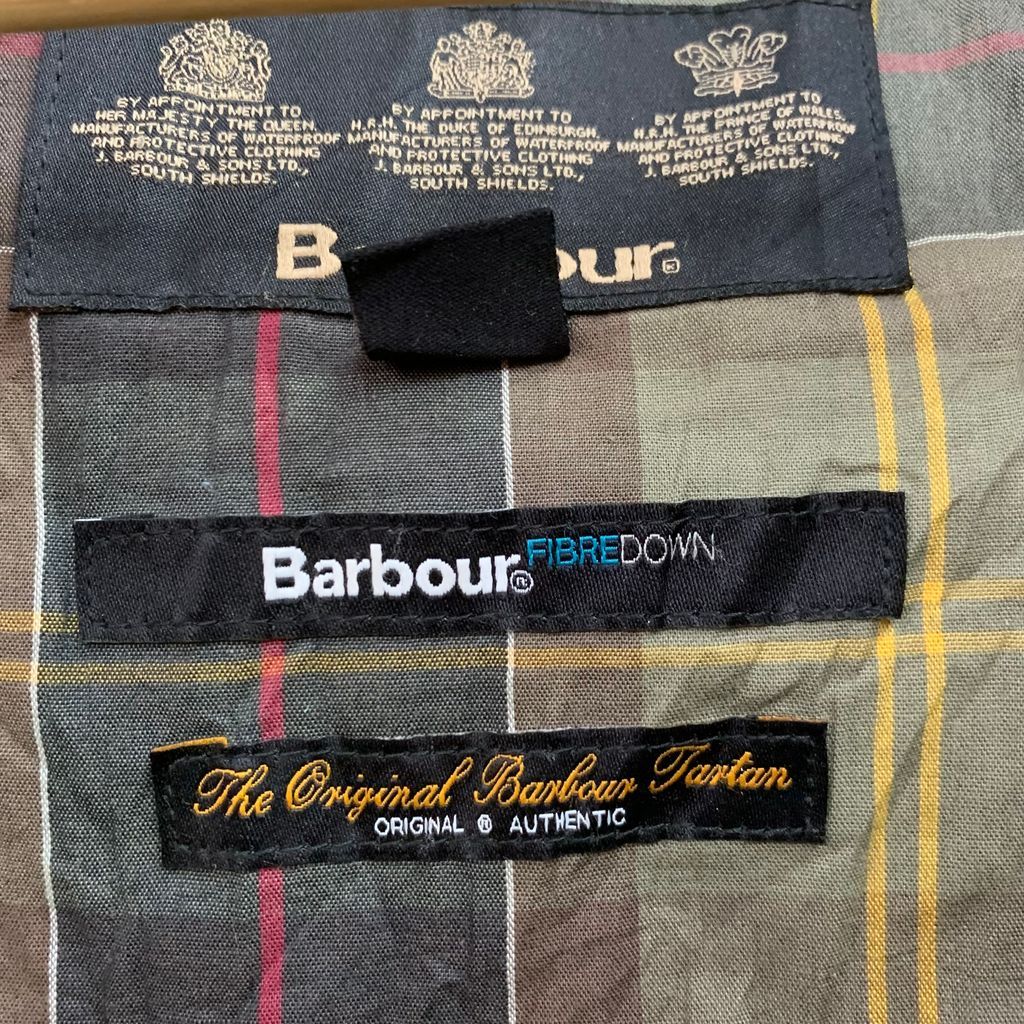 BY APPOINTMENT TO
HER MAJESTY THE QUEEN
MANUFACTURERS OF WATERPROOF
AND PROTECTIVE CLOTHING
J. BARBOUR & SONS LTD.,
SOUTH SHIELDS.
BY APPOINTMENT TO
H.R.H. THE DUKE OF EDINBURGH
MANUFACTURERS OF WATERPROOF
AND PROTECTIVE CLOTHING
J. BARBOUR & SONS LTD.,
SOUTH SHIELDS.
BY APPOINTMENT TO
H.R.H. THE PRINCE OF WALES
MANUFACTURERS OF WATERPROOF
AND PROTECTIVE CLOTHING
J. BARBOUR & SONS LTD.,
SOUTH SHIELDS.
Barbour®
Barbour® FIBREDOWN
The Original Barbour Tartan
ORIGINAL ® AUTHENTIC